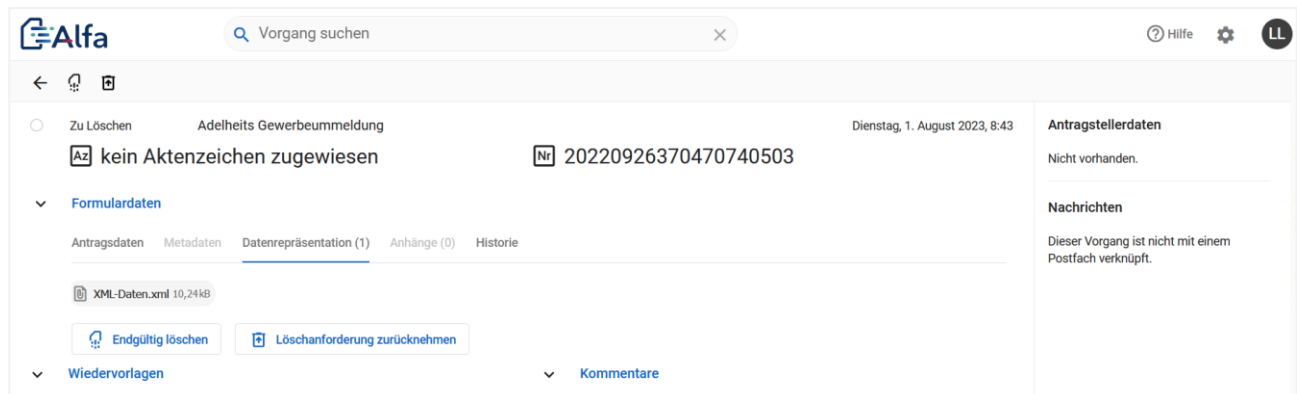 Alfa
Vorgang suchen
Hilfe
LL
Zu Löschen Adelheits Gewerbeummeldung Dienstag, 1. August 2023, 8:43
Az kein Aktenzeichen zugewiesen Nr 20220926370470740503
Formulardaten
Antragsdaten Metadaten Datenrepräsentation (1) Anhänge (0) Historie
XML-Daten.xml 10,24kB
Endgültig löschen Löschanforderung zurücknehmen
Wiedervorlagen Kommentare
Antragstellerdaten
Nicht vorhanden.
Nachrichten
Dieser Vorgang ist nicht mit einem
Postfach verknüpft.